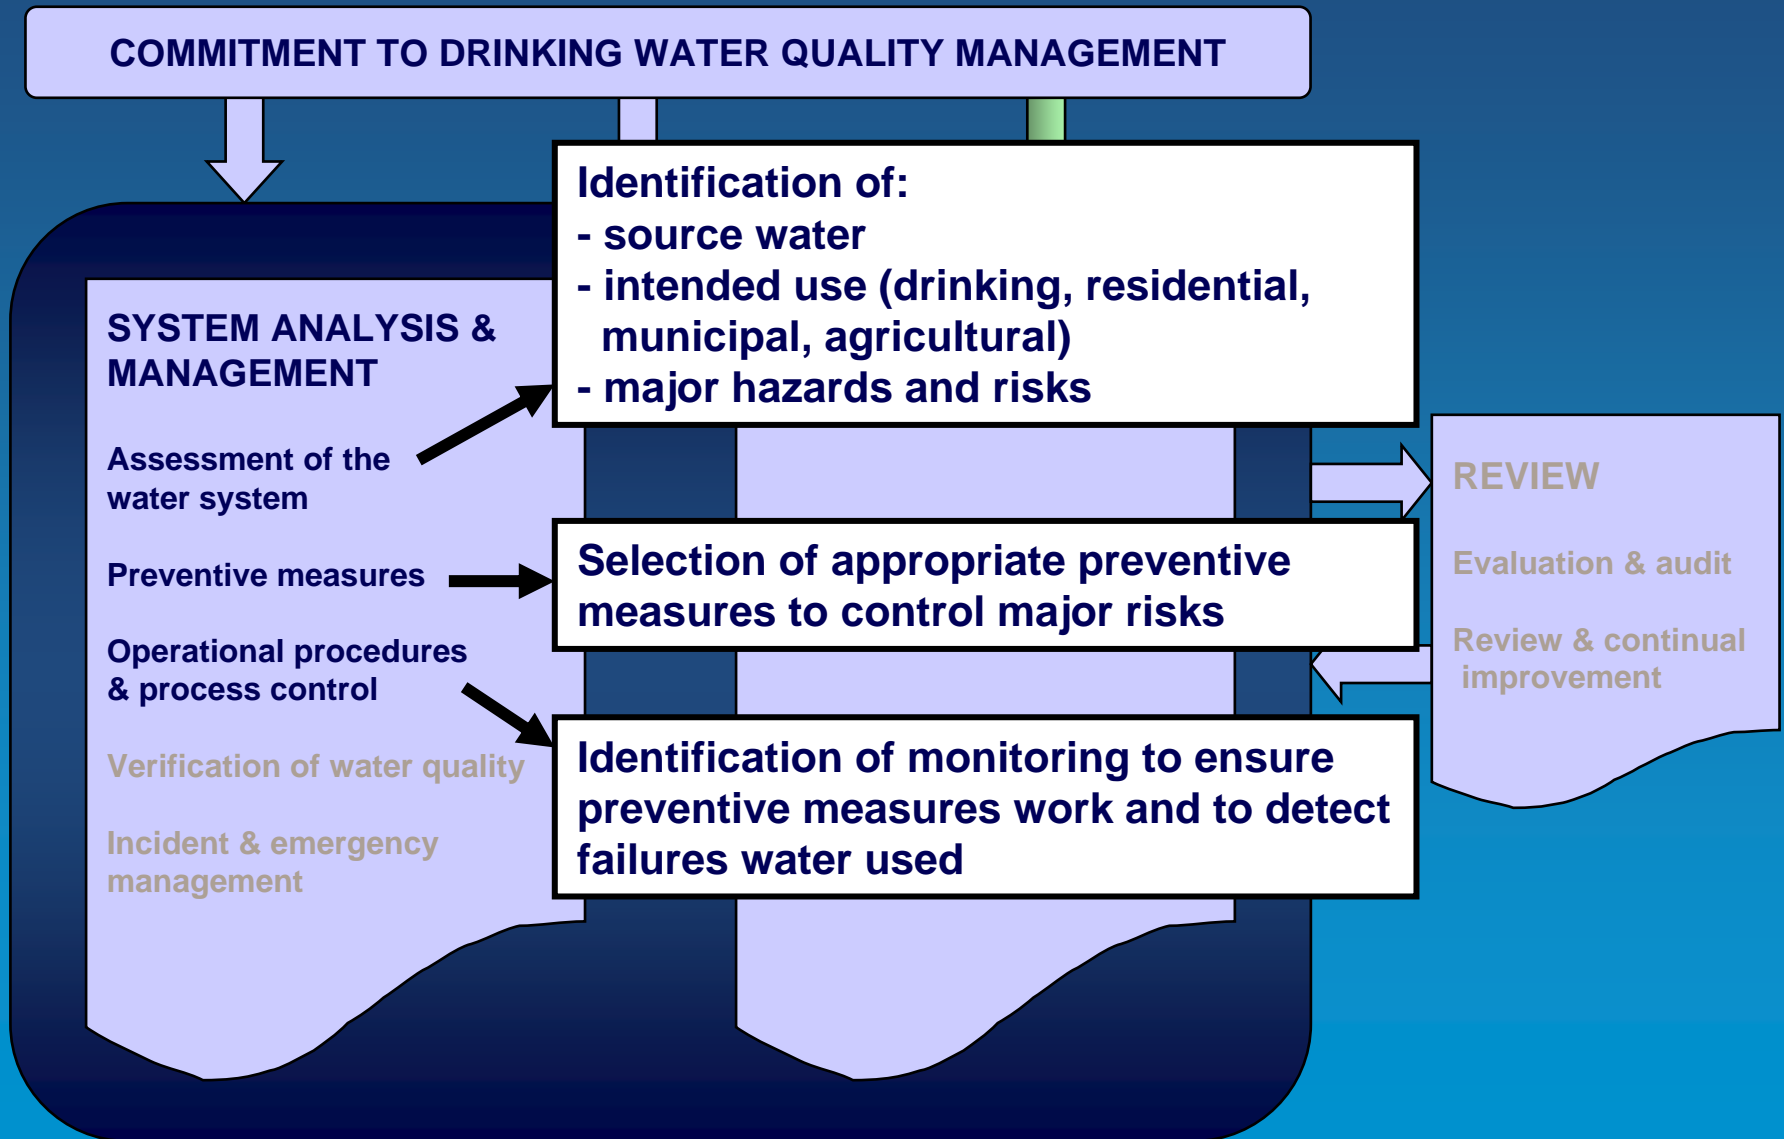 COMMITMENT TO DRINKING WATER QUALITY MANAGEMENT
Identification of:
- source water
- intended use (drinking, residential,
municipal, agricultural)
- major hazards and risks
SYSTEM ANALYSIS &
MANAGEMENT
Assessment of the
water system
Preventive measures
Operational procedures
& process control
Verification of water quality
Incident & emergency
management
Selection of appropriate preventive
measures to control major risks
Identification of monitoring to ensure
preventive measures work and to detect
failures water used
REVIEW
Evaluation & audit
Review & continual
improvement